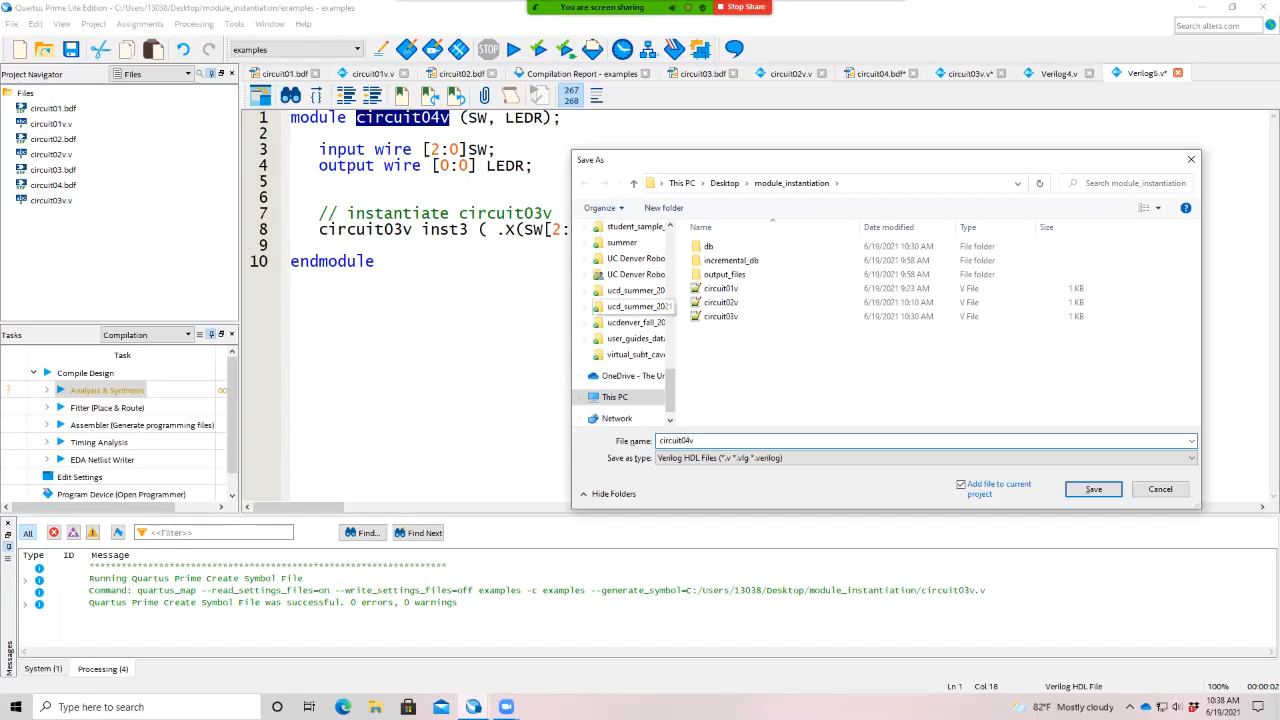 Quartus Prime Lite Edition - C:/Users/13038/Desktop/module_instantiation/examples - examples
You are screen sharing
Stop Share
File Edit View Project Assignments Processing Tools Window Help
Search altera.com
examples
Project Navigator
Files
circuit01.bdf
circuit01v.v
circuit02.bdf
Compilation Report - examples
circuit03.bdf
circuit02v.v
circuit04.bdf*
circuit03v.v*
Verilog4.v
Verilog5.v*
Files
circuit01.bdf
circuit01v.v
circuit02.bdf
circuit02v.v
circuit03.bdf
circuit04.bdf
circuit03v.v
267
268
1 module circuit04v (SW, LEDR);
2
3 input wire [2:0]SW;
4 output wire [0:0] LEDR;
5
6
7 // instantiate circuit03v
8 circuit03v inst3 ( .X(SW[2:
9
10 endmodule
Save As
This PC > Desktop > module_instantiation >
Search module_instantiation
Organize
New folder
Name
Date modified
Type
Size
student_sample_
summer
UC Denver Robo
UC Denver Robo
ucd_summer_20
ucd_summer_2021
ucdenver_fall_20
user_guides_data
virtual_subt_cave
OneDrive - The Un
This PC
Network
db 6/19/2021 10:30 AM File folder
incremental_db 6/19/2021 9:58 AM File folder
output_files 6/19/2021 9:58 AM File folder
circuit01v 6/19/2021 9:23 AM V File 1 KB
circuit02v 6/19/2021 10:10 AM V File 1 KB
circuit03v 6/19/2021 10:30 AM V File 1 KB
File name: circuit04v
Save as type: Verilog HDL Files (*.v *.vlg *.verilog)
Hide Folders
Add file to current
project
Save
Cancel
Tasks
Compilation
Task
Compile Design
? Analysis & Synthesis 00
Fitter (Place & Route)
Assembler (Generate programming files)
Timing Analysis
EDA Netlist Writer
Edit Settings
Program Device (Open Programmer)
All
<<Filter>>
Find...
Find Next
Type ID Message
*******************************************************************
Running Quartus Prime Create Symbol File
Command: quartus_map --read_settings_files=on --write_settings_files=off examples -c examples --generate_symbol=C:/Users/13038/Desktop/module_instantiation/circuit03v.v
Quartus Prime Create Symbol File was successful. 0 errors, 0 warnings
Messages
System (1)
Processing (4)
Ln 1 Col 18
Verilog HDL File
100% 00:00:02
Type here to search
82°F Mostly cloudy
10:38 AM
6/19/2021